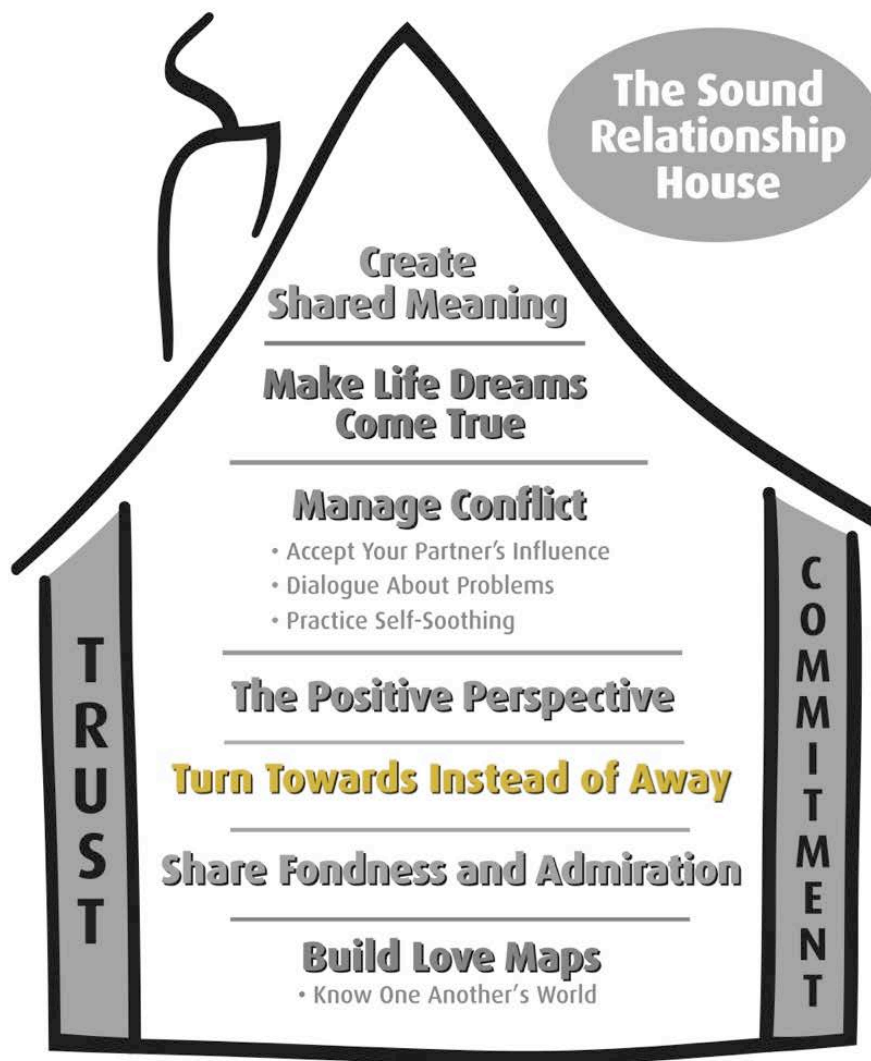 The Sound
Relationship
House
Create
Shared Meaning
Make Life Dreams
Come True
Manage Conflict
• Accept Your Partner's Influence
• Dialogue About Problems
• Practice Self-Soothing
The Positive Perspective
Turn Towards Instead of Away
Share Fondness and Admiration
Build Love Maps
• Know One Another's World
TRUST
COMMITMENT